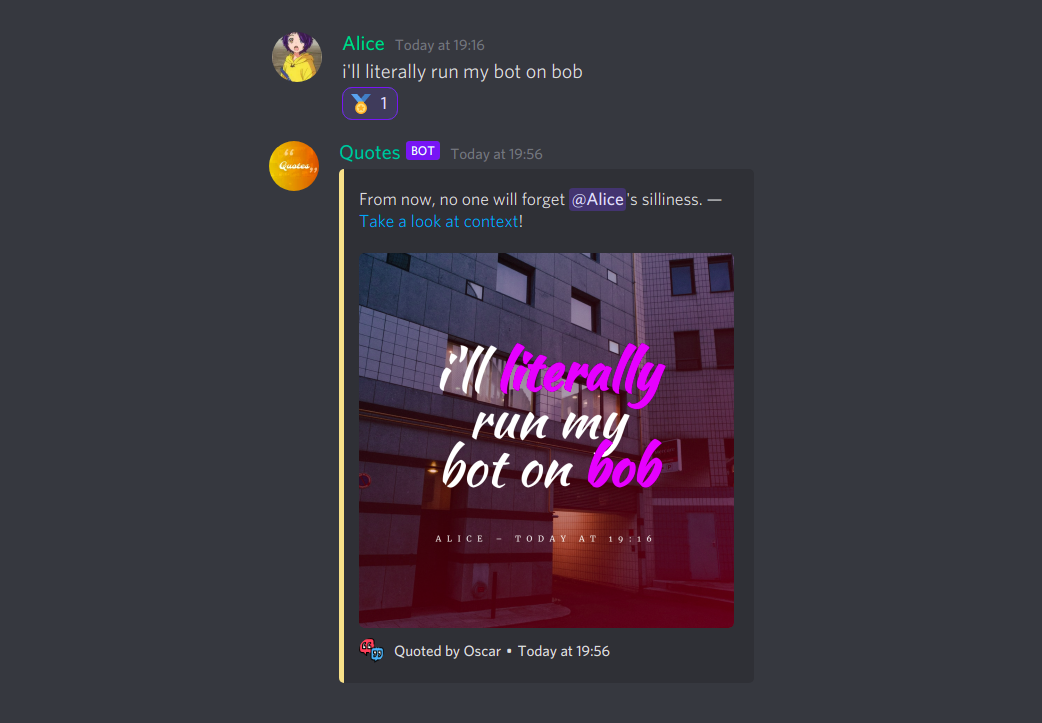 Alice Today at 19:16
i'll literally run my bot on bob
1
Quotes
Quotes BOT Today at 19:56
From now, no one will forget @Alice's silliness. —
Take a look at context!
i'll literally
run my
bot on bob
ALICE – TODAY AT 19:16
Quoted by Oscar • Today at 19:56